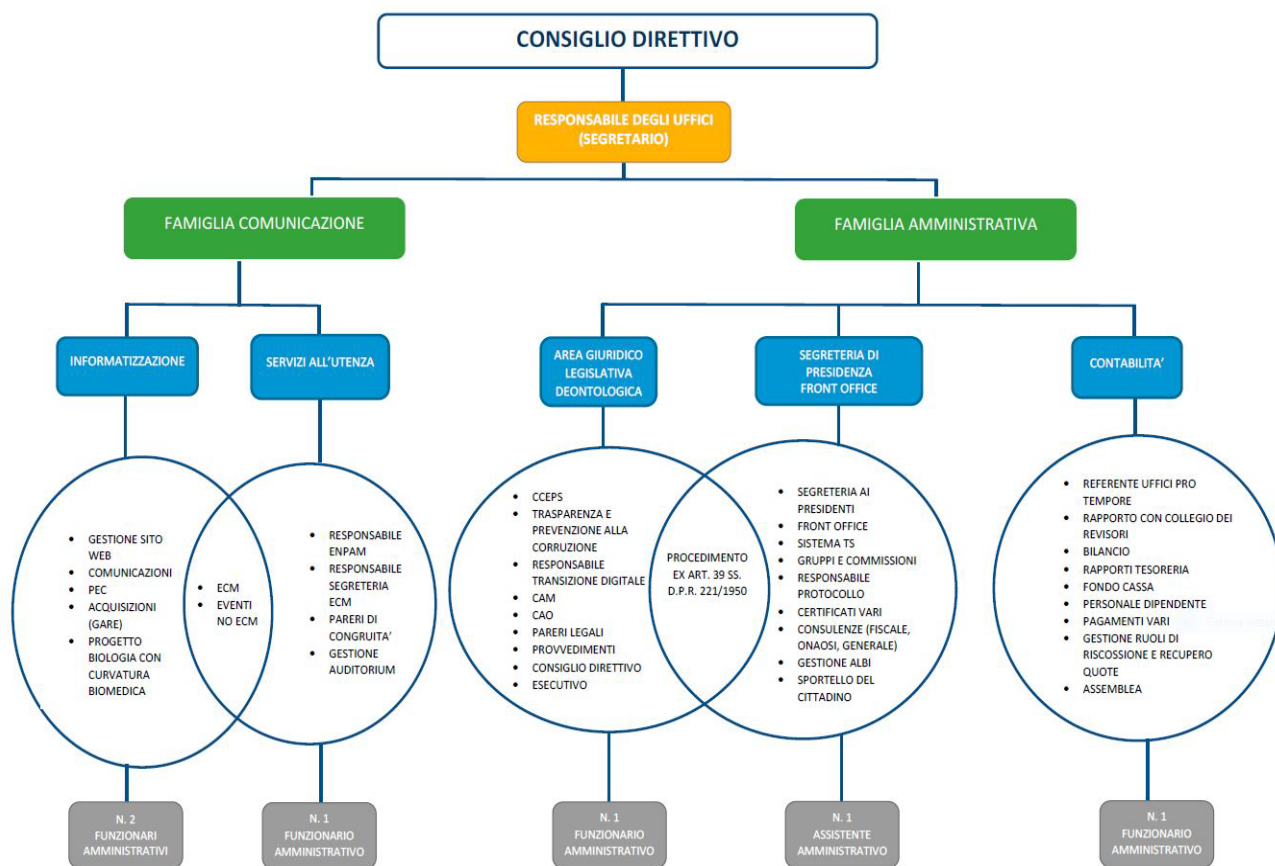 CONSIGLIO DIRETTIVO
RESPONSABILE DEGLI UFFICI
(SEGRETARIO)
FAMIGLIA COMUNICAZIONE
FAMIGLIA AMMINISTRATIVA
INFORMATIZZAZIONE
SERVIZI ALL'UTENZA
AREA GIURIDICO
LEGISLATIVA
DEONTOLOGICA
SEGRETERIA DI
PRESIDENZA
FRONT OFFICE
CONTABILITA'
• GESTIONE SITO
WEB
• COMUNICAZIONI
• PEC
• ACQUISIZIONI
(GARE)
• PROGETTO
BIOLOGIA CON
CURVATURA
BIOMEDICA
• ECM
• EVENTI
NO ECM
• RESPONSABILE
ENPAM
• RESPONSABILE
SEGRETERIA
ECM
• PARERI DI
CONGRUITA'
• GESTIONE
AUDITORIUM
• CCEPS
• TRASPARENZA E
PREVENZIONE ALLA
CORRUZIONE
• RESPONSABILE
TRANSIZIONE DIGITALE
• CAM
• CAO
• PARERI LEGALI
• PROVVEDIMENTI
• CONSIGLIO DIRETTIVO
• ESECUTIVO
PROCEDIMENTO
EX ART. 39 SS.
D.P.R. 221/1950
• SEGRETERIA AI
PRESIDENTI
• FRONT OFFICE
• SISTEMA TS
• GRUPPI E COMMISSIONI
• RESPONSABILE
PROTOCOLLO
• CERTIFICATI VARI
• CONSULENZE (FISCALE,
ONAOSI, GENERALE)
• GESTIONE ALBI
• SPORTELLO DEL
CITTADINO
• REFERENTE UFFICI PRO
TEMPORE
• RAPPORTO CON COLLEGIO DEI
REVISORI
• BILANCIO
• RAPPORTI TESORERIA
• FONDO CASSA
• PERSONALE DIPENDENTE
• PAGAMENTI VARI
• GESTIONE RUOLI DI
RISCOSSIONE E RECUPERO
QUOTE
• ASSEMBLEA
N. 2
FUNZIONARI
AMMINISTRATIVI
N. 1
FUNZIONARIO
AMMINISTRATIVO
N. 1
FUNZIONARIO
AMMINISTRATIVO
N. 1
ASSISTENTE
AMMINISTRATIVO
N. 1
FUNZIONARIO
AMMINISTRATIVO